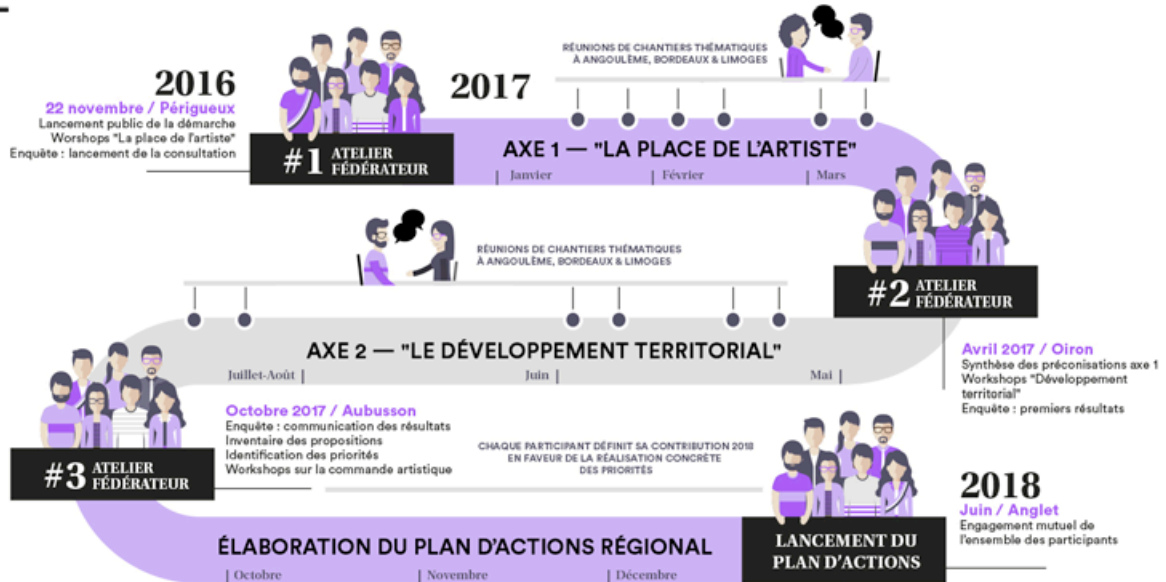 2016
22 novembre / Périgueux
Lancement public de la démarche
Worshops "La place de l'artiste"
Enquête : lancement de la consultation
#1 ATELIER
FÉDÉRATEUR
2017
RÉUNIONS DE CHANTIERS THÉMATIQUES
À ANGOULÊME, BORDEAUX & LIMOGES
AXE 1 — "LA PLACE DE L'ARTISTE"
| Janvier
| Février
| Mars
#2 ATELIER
FÉDÉRATEUR
Avril 2017 / Oiron
Synthèse des préconisations axe 1
Workshops "Développement
territorial"
Enquête : premiers résultats
RÉUNIONS DE CHANTIERS THÉMATIQUES
À ANGOULÊME, BORDEAUX & LIMOGES
AXE 2 — "LE DÉVELOPPEMENT TERRITORIAL"
Juillet-Août |
Juin |
Mai |
#3 ATELIER
FÉDÉRATEUR
Octobre 2017 / Aubusson
Enquête : communication des résultats
Inventaire des propositions
Identification des priorités
Workshops sur la commande artistique
CHAQUE PARTICIPANT DÉFINIT SA CONTRIBUTION 2018
EN FAVEUR DE LA RÉALISATION CONCRÈTE
DES PRIORITÉS
ÉLABORATION DU PLAN D'ACTIONS RÉGIONAL
| Octobre
| Novembre
| Décembre
LANCEMENT DU
PLAN D'ACTIONS
2018
Juin / Anglet
Engagement mutuel de
l'ensemble des participants